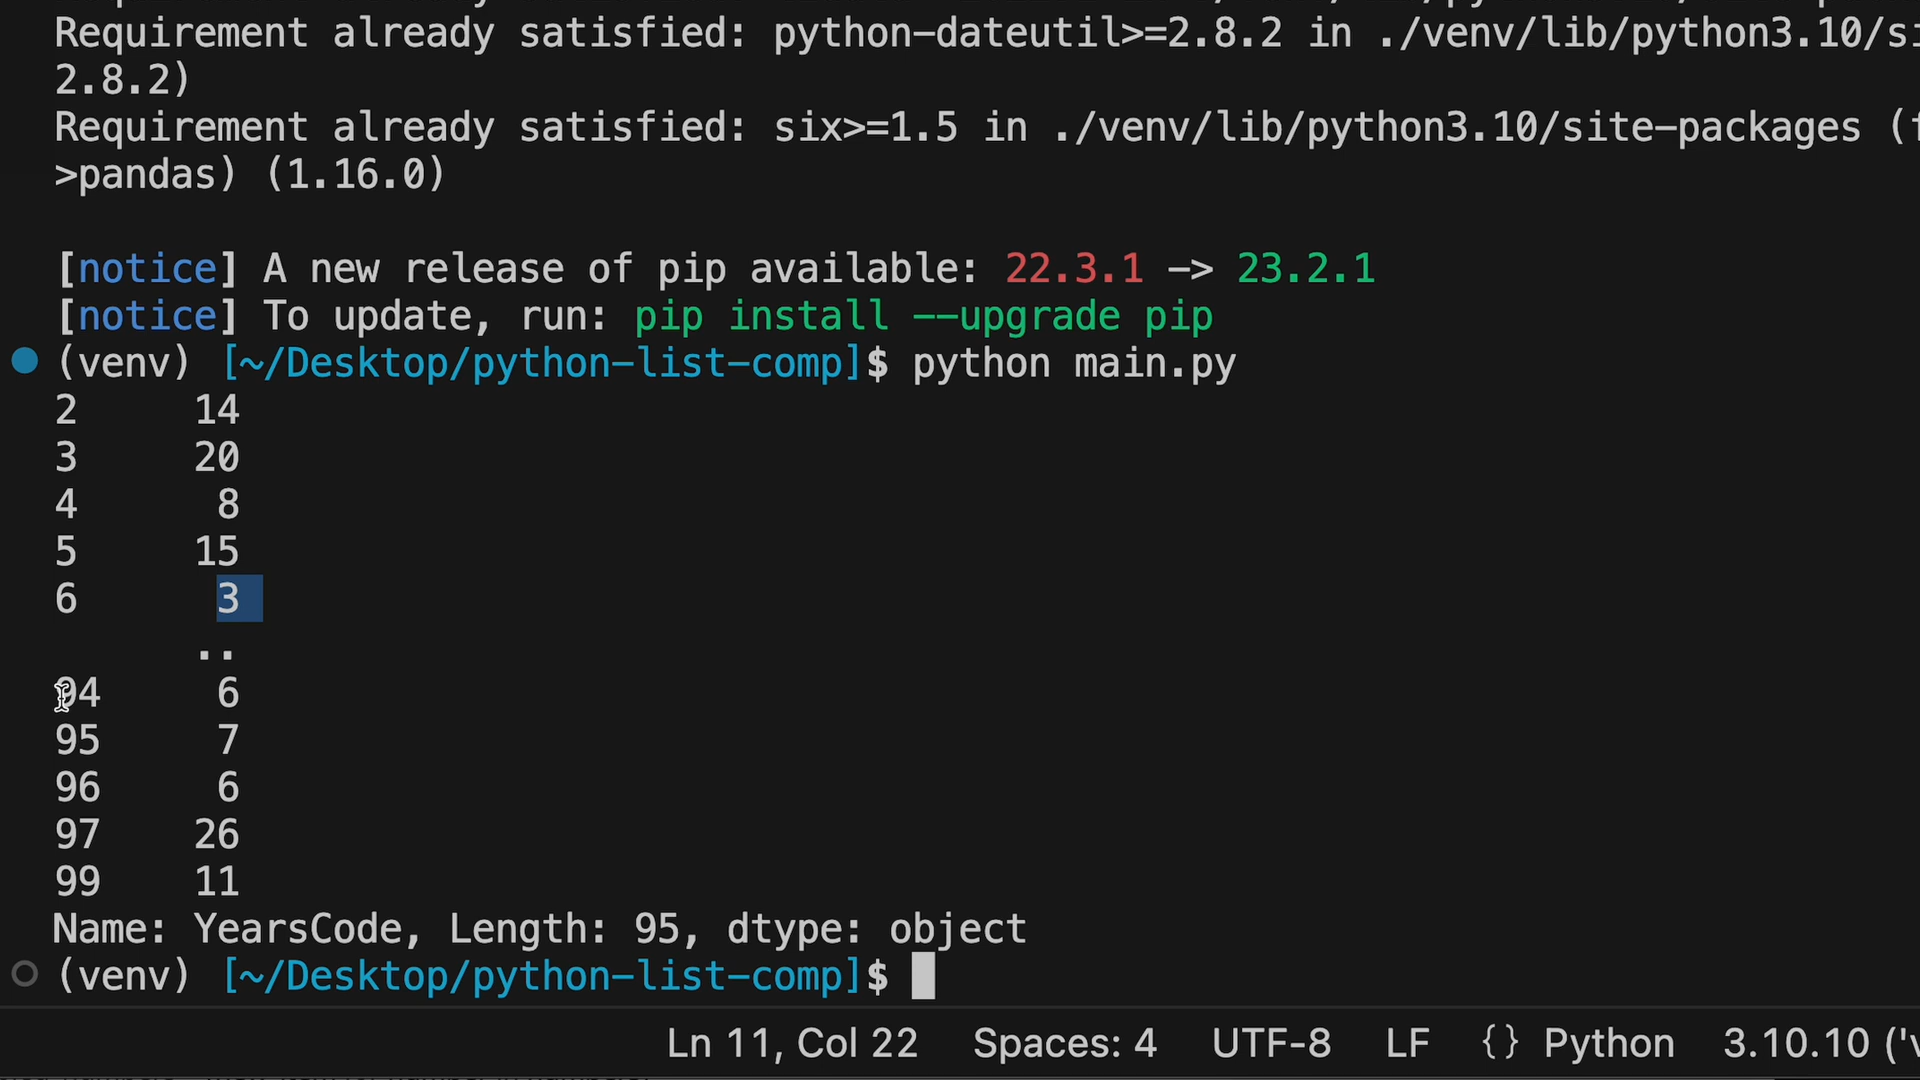 Requirement already satisfied: python-dateutil>=2.8.2 in ./venv/lib/python3.10/si
2.8.2)
Requirement already satisfied: six>=1.5 in ./venv/lib/python3.10/site-packages (f
>pandas) (1.16.0)
[notice] A new release of pip available: 22.3.1 -> 23.2.1
[notice] To update, run: pip install --upgrade pip
(venv) [~/Desktop/python-list-comp]$ python main.py
2 14
3 20
4 8
5 15
6 3
..
94 6
95 7
96 6
97 26
99 11
Name: YearsCode, Length: 95, dtype: object
(venv) [~/Desktop/python-list-comp]$
Ln 11, Col 22 Spaces: 4 UTF-8 LF {} Python 3.10.10 ('v